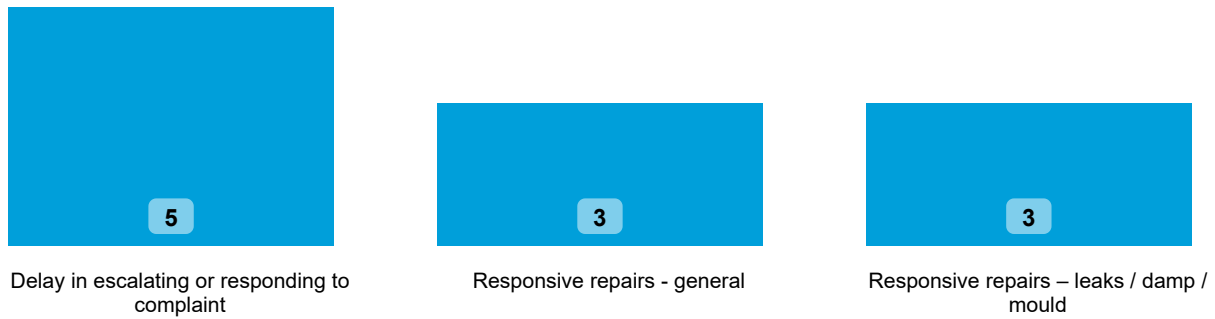 5
3
3
Delay in escalating or responding to
complaint
Responsive repairs - general
Responsive repairs – leaks / damp /
mould